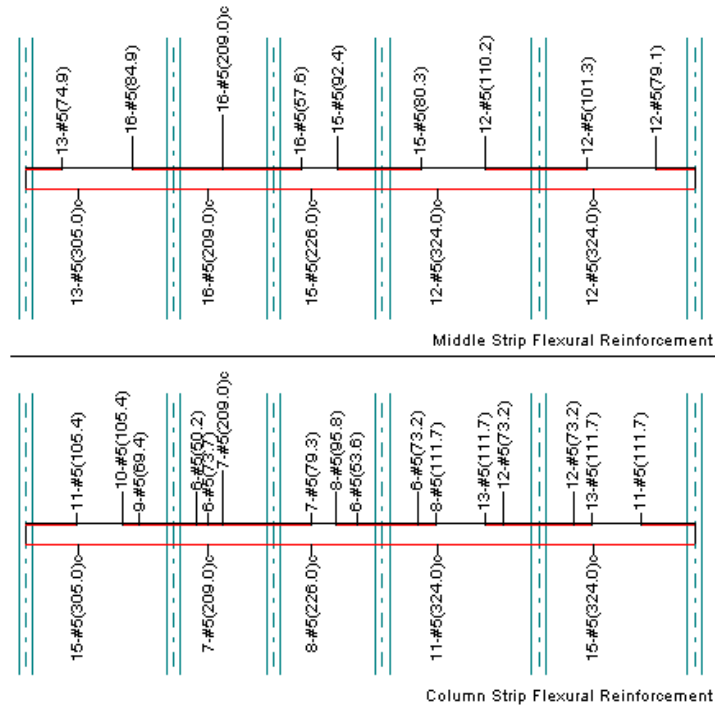 13-#5(74.9)
16-#5(84.9)
16-#5(209.0)c
16-#5(57.6)
15-#5(92.4)
15-#5(80.3)
12-#5(110.2)
12-#5(101.3)
12-#5(79.1)
13-#5(305.0)c
16-#5(209.0)c
15-#5(226.0)c
12-#5(324.0)c
12-#5(324.0)c
Middle Strip Flexural Reinforcement
11-#5(105.4)
10-#5(105.4)
9-#5(69.4)
6-#5(50.2)
6-#5(73.7)
7-#5(209.0)c
7-#5(79.3)
8-#5(95.8)
6-#5(53.6)
6-#5(73.2)
8-#5(111.7)
13-#5(111.7)
12-#5(73.2)
12-#5(73.2)
13-#5(111.7)
11-#5(111.7)
15-#5(305.0)c
7-#5(209.0)c
8-#5(226.0)c
11-#5(324.0)c
15-#5(324.0)c
Column Strip Flexural Reinforcement